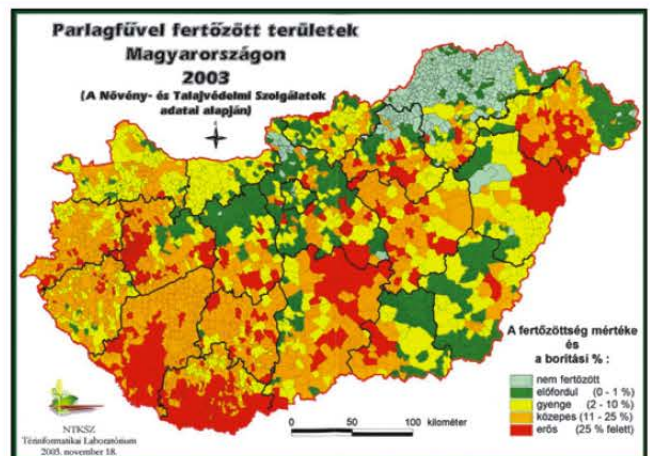 Parlagfűvel fertőzött területek
Magyarországon
2003
(A Növény- és Talajvédelmi Szolgálatok
adatai alapján)
A fertőzöttség mértéke
és
a borítási % :
nem fertőzött
előfordul (0 - 1 %)
gyenge (2 - 10 %)
közepes (11 - 25 %)
erős (25 % felett)
0 50 100 kilométer
NTKSZ
Térinformatikai Laboratórium
2003. november 18.